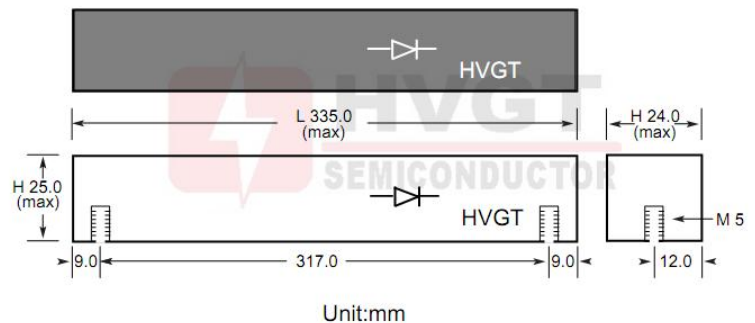 HVGT
HVGT
SEMICONDUCTOR
L 335.0
(max)
H 24.0
(max)
H 25.0
(max)
HVGT
M 5
9.0
317.0
9.0
12.0
Unit:mm